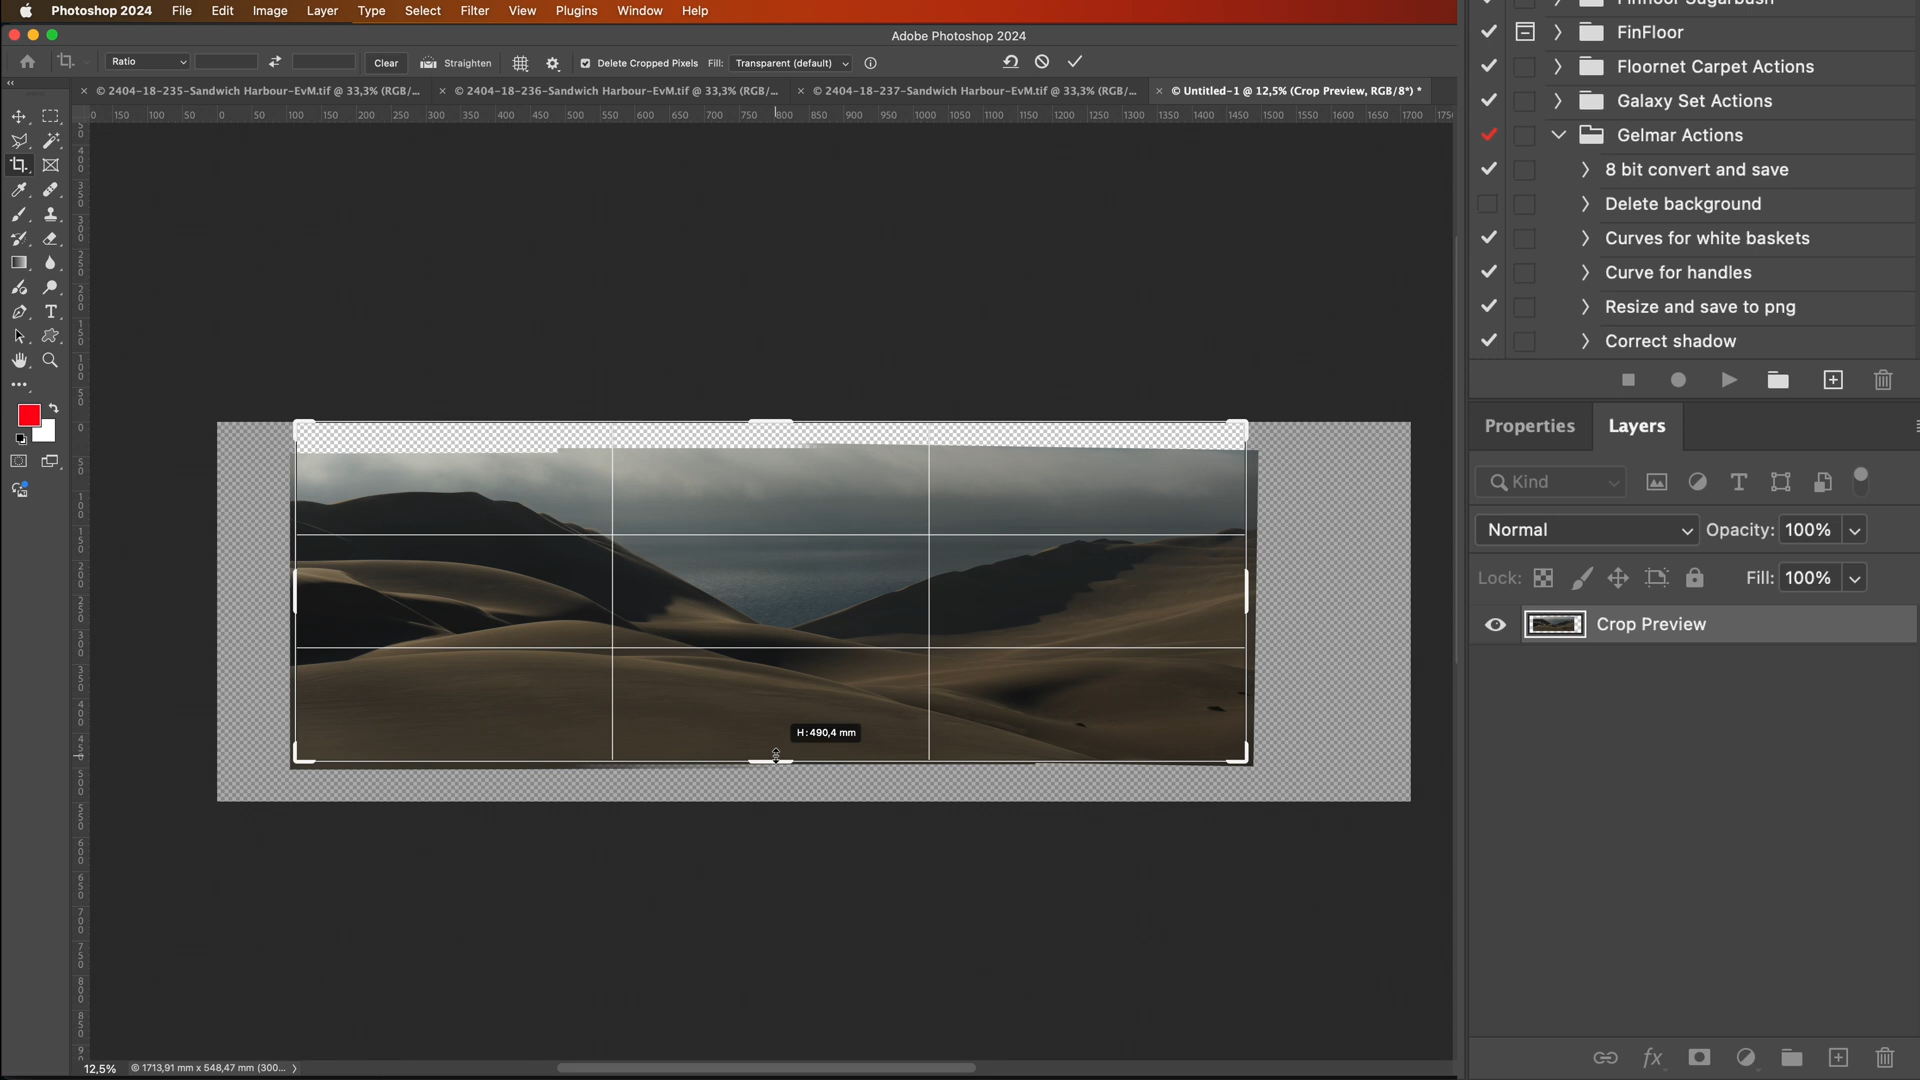 Photoshop 2024 File Edit Image Layer Type Select Filter View Plugins Window Help
Adobe Photoshop 2024
Ratio Clear Straighten Delete Cropped Pixels Fill: Transparent (default)
© 2404-18-235-Sandwich Harbour-EvM.tif @ 33,3% (RGB/... © 2404-18-236-Sandwich Harbour-EvM.tif @ 33,3% (RGB/... © 2404-18-237-Sandwich Harbour-EvM.tif @ 33,3% (RGB/... © Untitled-1 @ 12,5% (Crop Preview, RGB/8*) *
150 100 50 0 50 100 150 200 250 300 350 400 450 500 550 600 650 700 750 800 850 900 950 1000 1050 1100 1150 1200 1250 1300 1350 1400 1450 1500 1550 1600 1650 1700
H: 490,4 mm
12,5% © 1713,91 mm x 548,47 mm (300...
FinFloor
Floornet Carpet Actions
Galaxy Set Actions
Gelmar Actions
8 bit convert and save
Delete background
Curves for white baskets
Curve for handles
Resize and save to png
Correct shadow
Properties Layers
Kind
Normal Opacity: 100%
Lock: Fill: 100%
Crop Preview
fx